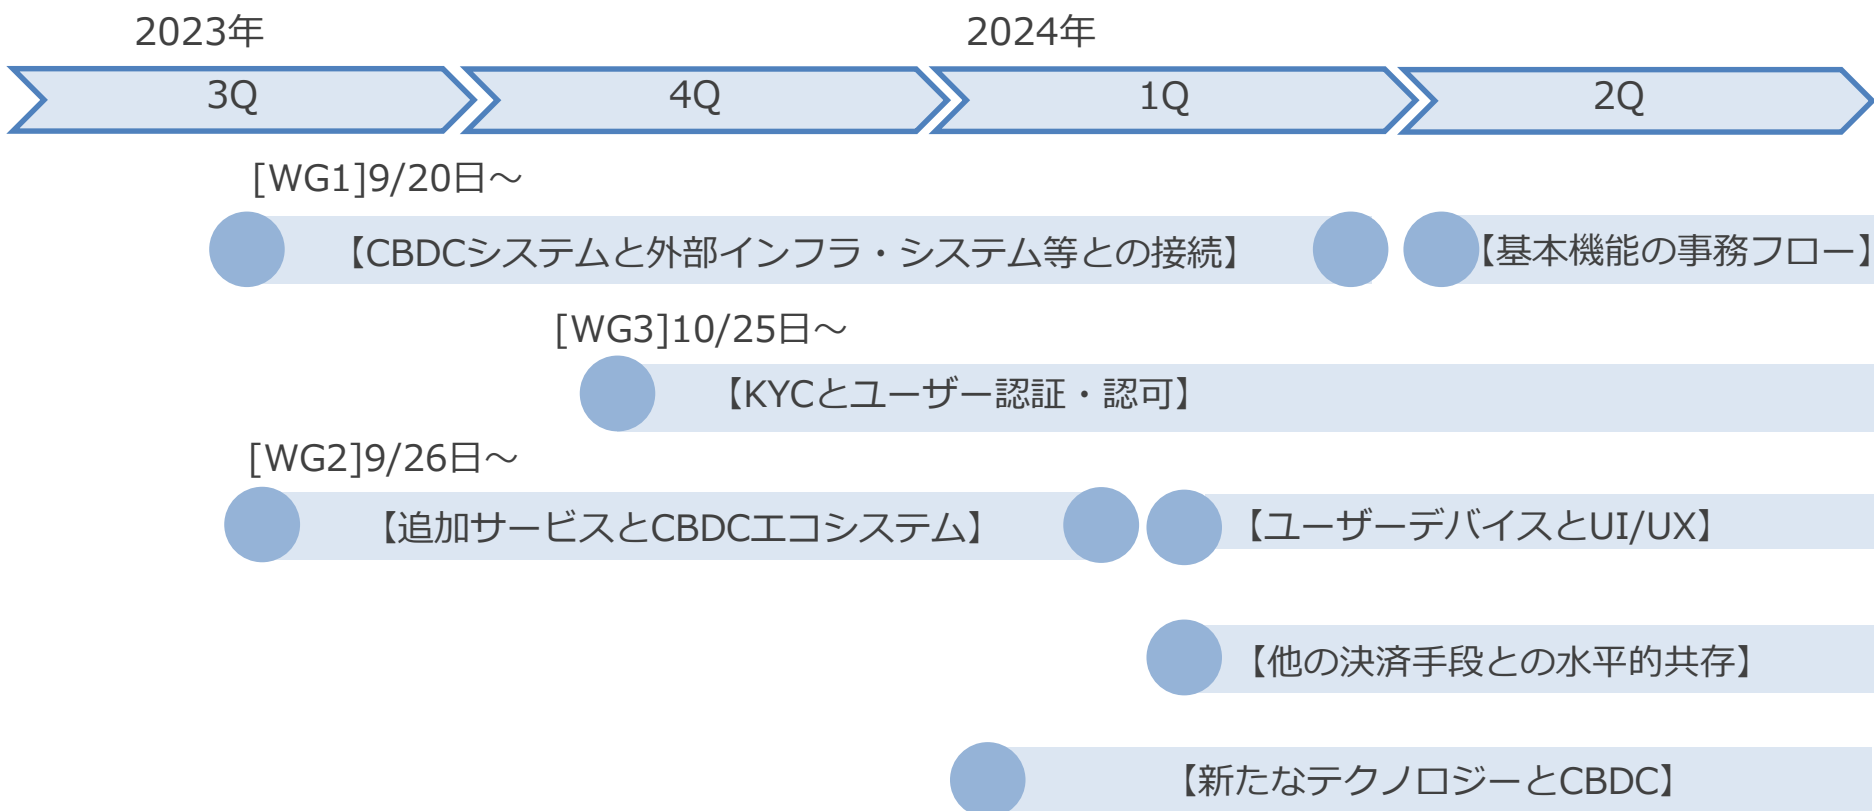 2023年
2024年
3Q
4Q
1Q
2Q
[WG1]9/20日～
【CBDCシステムと外部インフラ・システム等との接続】
【基本機能の事務フロー】
[WG3]10/25日～
【KYCとユーザー認証・認可】
[WG2]9/26日～
【追加サービスとCBDCエコシステム】
【ユーザーデバイスとUI/UX】
【他の決済手段との水平的共存】
【新たなテクノロジーとCBDC】